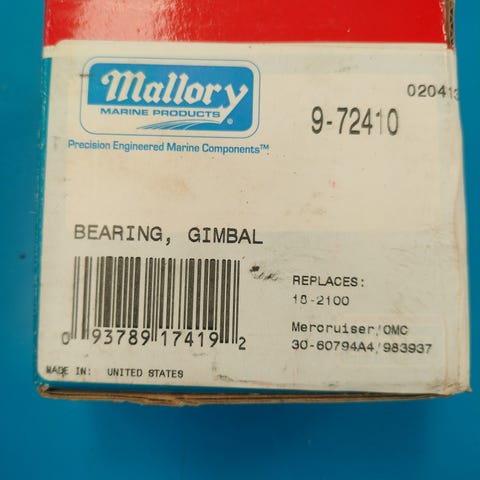 Mallory
MARINE PRODUCTS
®
Precision Engineered Marine Components™
02041
9-72410
BEARING, GIMBAL
0 93789 17419 2
REPLACES:
18-2100
Mercruiser/OMC
30-60794A4/983937
MADE IN: UNITED STATES